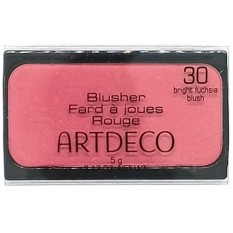 30
bright fuchsia
blush
Blusher
Fard à joues
Rouge
ARTDECO
5 g